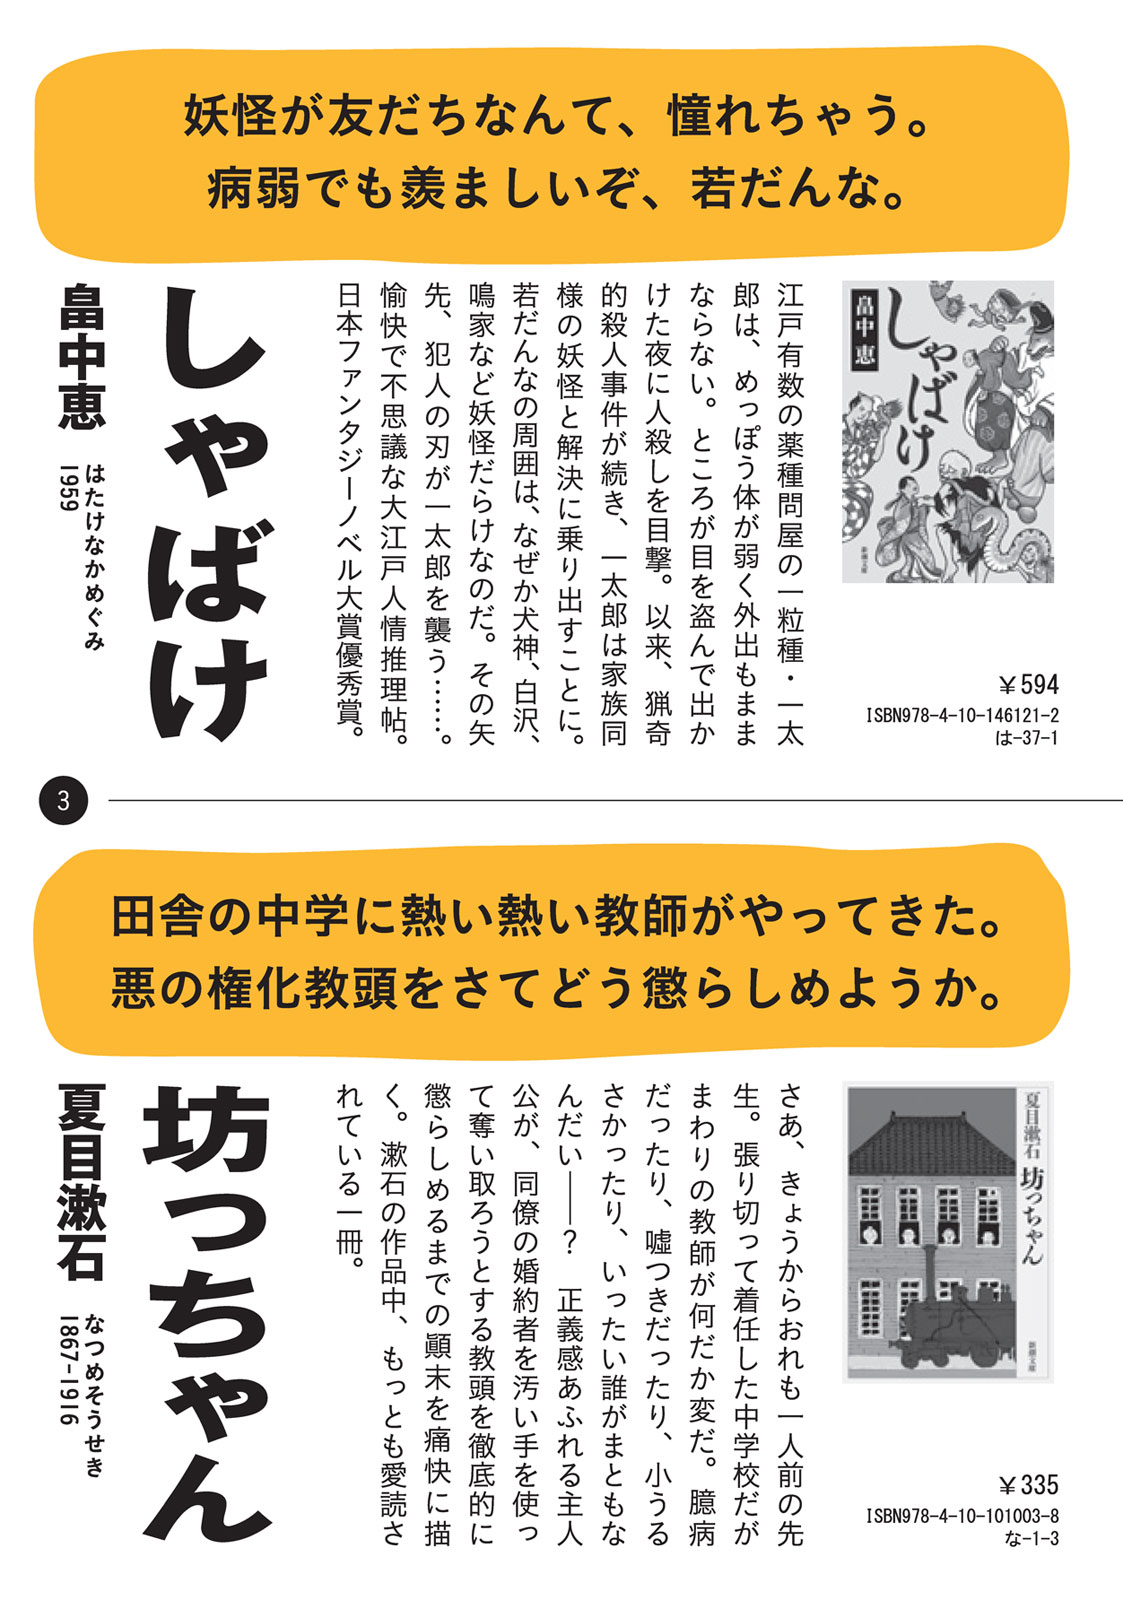 妖怪が友だちなんて、憧れちゃう。
病弱でも羨ましいぞ、若だんな。
畠中恵
しゃばけ
新潮文庫
¥594
ISBN978-4-10-146121-2
は-37-1
江戸有数の薬種問屋の一粒種・一太
郎は、めっぽう体が弱く外出もまま
ならない。ところが目を盗んで出か
けた夜に人殺しを目撃。以来、猟奇
的殺人事件が続き、一太郎は家族同
様の妖怪と解決に乗り出すことに。
若だんなの周囲は、なぜか犬神、白沢、
鳴家など妖怪だらけなのだ。その矢
先、犯人の刃が一太郎を襲う……。
愉快で不思議な大江戸人情推理帖。
日本ファンタジーノベル大賞優秀賞。
しゃばけ
畠中恵
はたけなかめぐみ
1959
3
田舎の中学に熱い熱い教師がやってきた。
悪の権化教頭をさてどう懲らしめようか。
夏目漱石
坊っちゃん
新潮文庫
¥335
ISBN978-4-10-101003-8
な-1-3
さあ、きょうからおれも一人前の先
生。張り切って着任した中学校だが
まわりの教師が何だか変だ。臆病
だったり、嘘つきだったり、小うる
さかったり、いったい誰がまともな
んだい――?　正義感あふれる主人
公が、同僚の婚約者を汚い手を使っ
て奪い取ろうとする教頭を徹底的に
懲らしめるまでの顚末を痛快に描
く。漱石の作品中、もっとも愛読さ
れている一冊。
坊っちゃん
夏目漱石
なつめそうせき
1867-1916